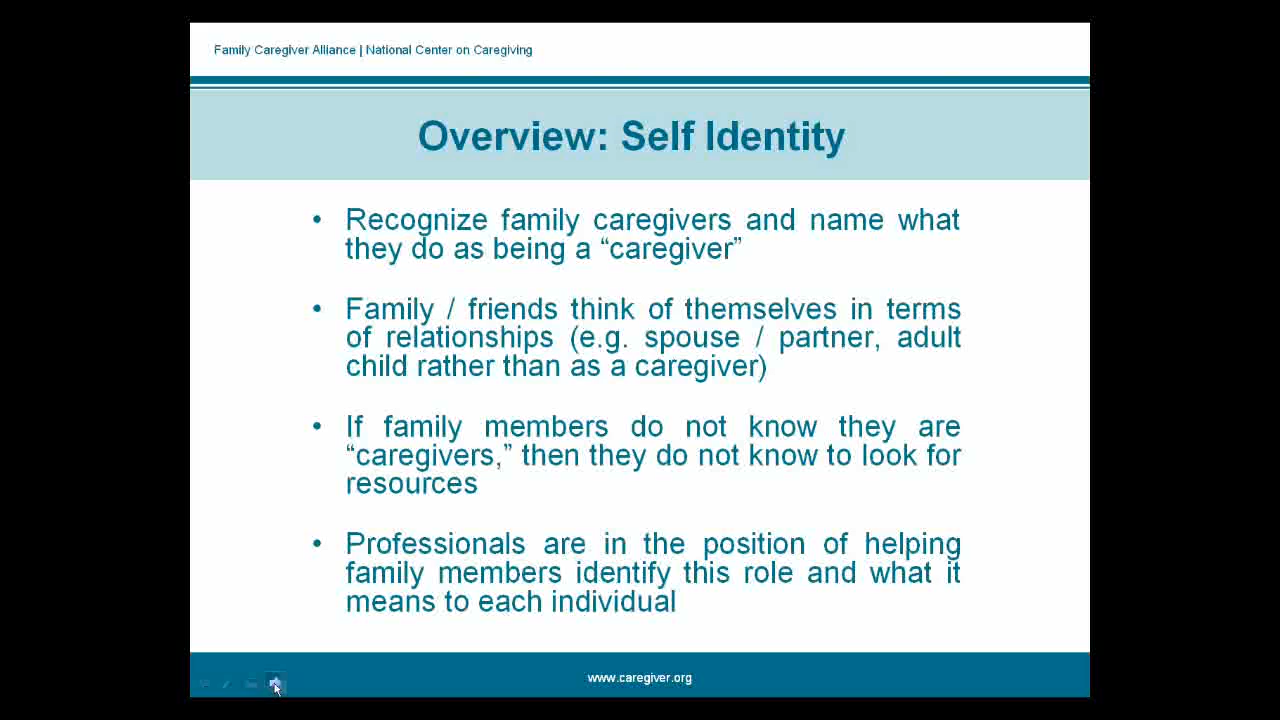 Family Caregiver Alliance | National Center on Caregiving
Overview: Self Identity
• Recognize family caregivers and name what
they do as being a “caregiver”
• Family / friends think of themselves in terms
of relationships (e.g. spouse / partner, adult
child rather than as a caregiver)
• If family members do not know they are
“caregivers,” then they do not know to look for
resources
• Professionals are in the position of helping
family members identify this role and what it
means to each individual
www.caregiver.org